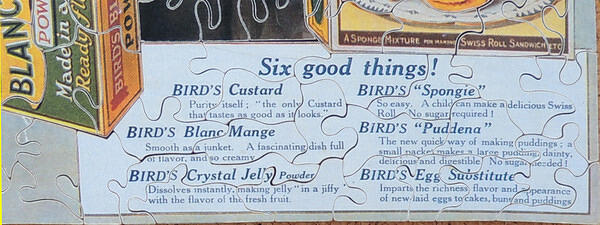 BLANC
POW
Made in a
Ready Fl
BIRD'S BL
POW
A SPONGE MIXTURE FOR MAKING SWISS ROLL SANDWICH ETC
Six good things!
BIRD'S Custard
Purity itself; "the only Custard
that tastes as good as it looks."
BIRD'S Blanc Mange
Smooth as a junket. A fascinating dish full
of flavor, and so creamy
BIRD'S Crystal Jelly Powder
Dissolves instantly, making "jelly" in a jiffy
with the flavor of the fresh fruit.
BIRD'S "Spongie"
So easy. A child can make a delicious Swiss
Roll. No sugar required!
BIRD'S "Puddena"
The new quick way of making puddings; a
small packet makes a large pudding, dainty,
delicious and digestible. No sugar needed!
BIRD'S Egg Substitute
Imparts the richness, flavor and appearance
of new-laid eggs to cakes, buns and puddings